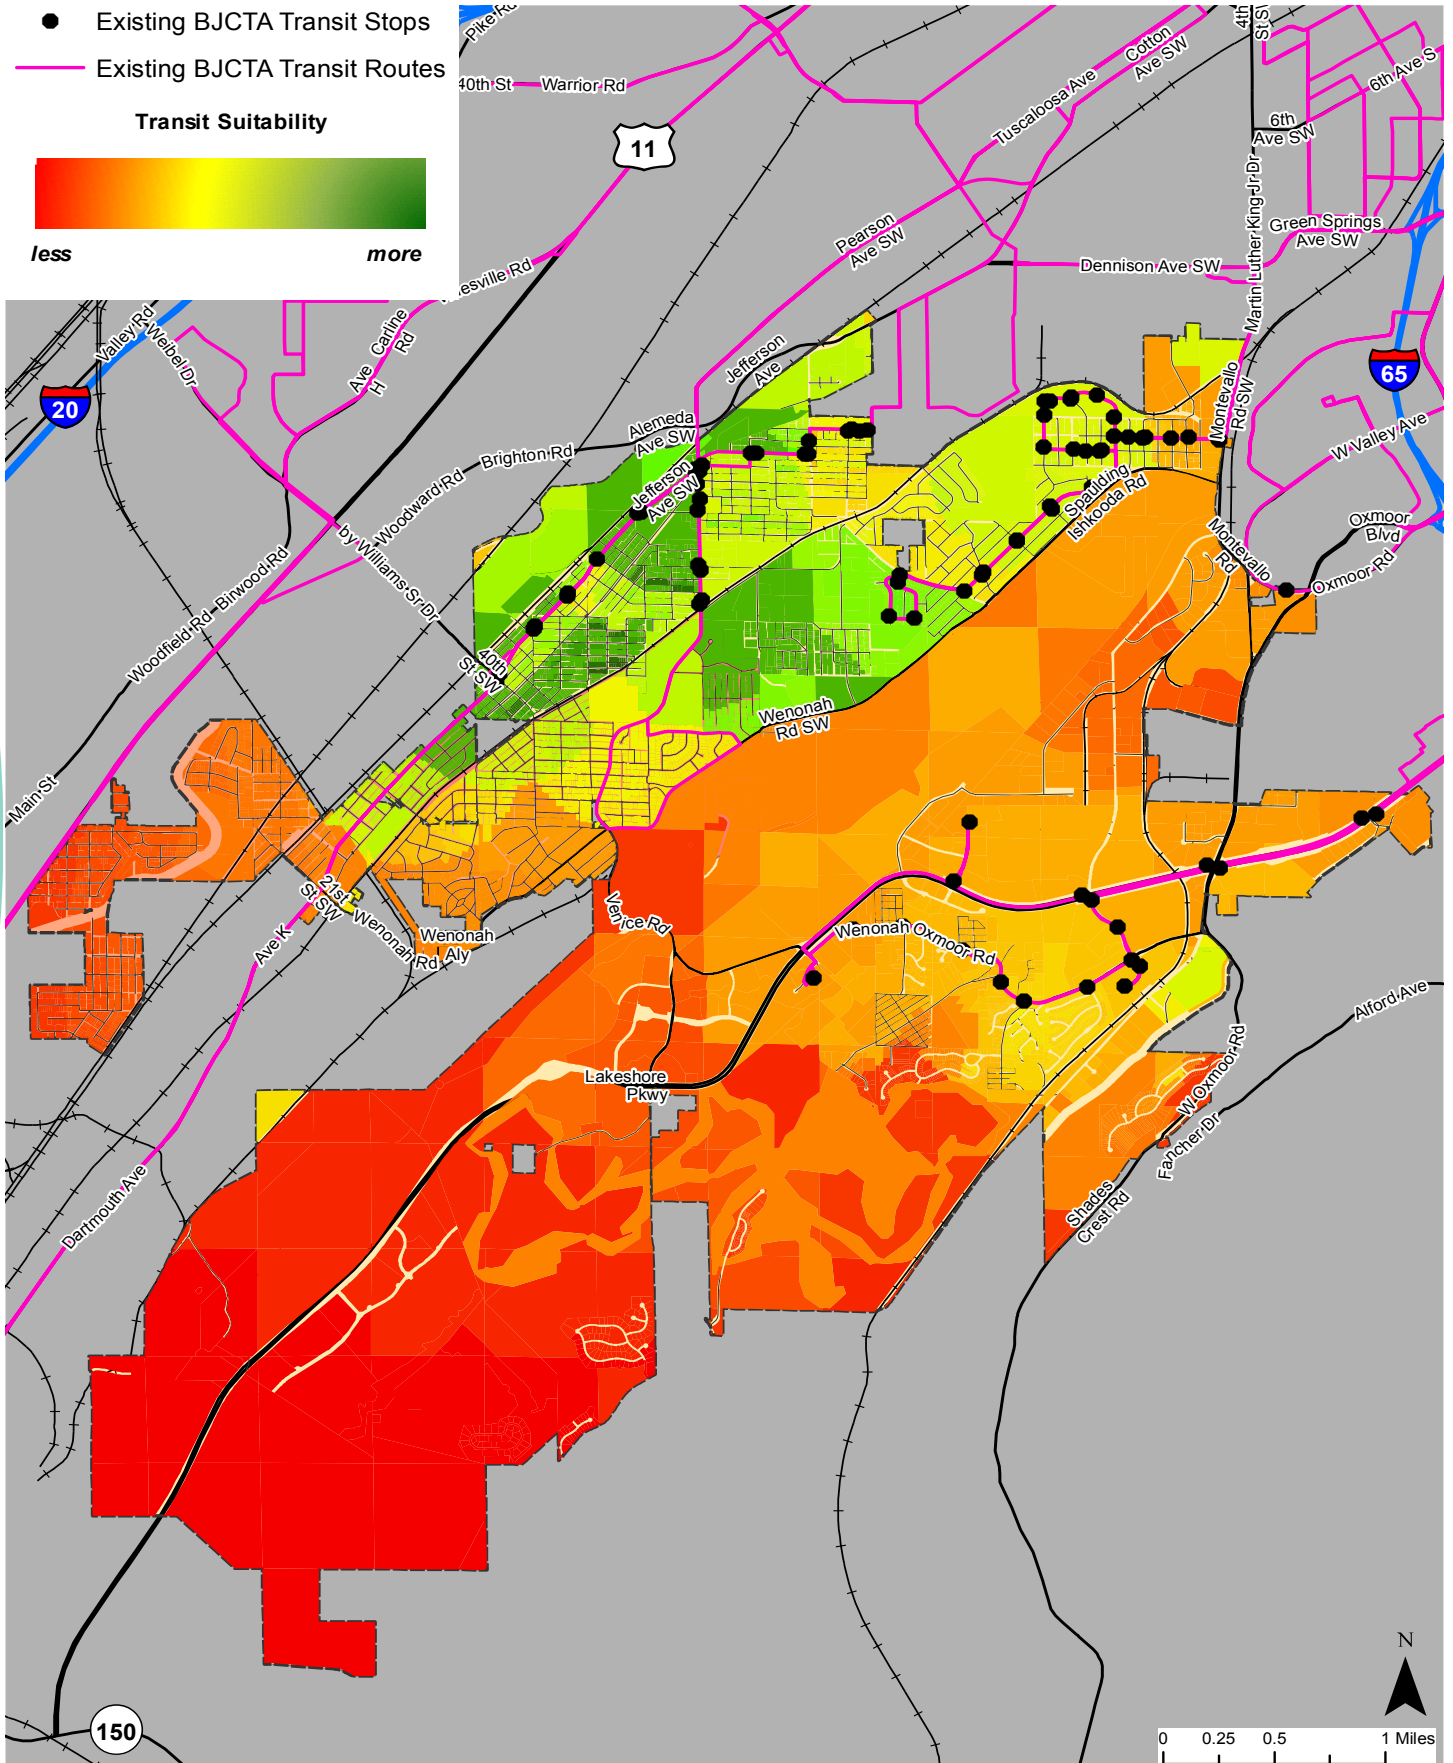 Existing BJCTA Transit Stops
Existing BJCTA Transit Routes
Transit Suitability
less
more
40th St
Warrior Rd
11
Tuscaloosa Ave
Cotton
Ave SW
4th
6th Ave S
6th
Ave SW
Martin Luther King Jr Dr
Pearson
Ave SW
Green Springs
Ave SW
Dennison Ave SW
Valley Rd
Weibel Dr
Carline
Rd
Ave
H
20
65
Jefferson
Ave
Alameda
Ave SW
Montevallo
Rd SW
W Valley Ave
Brighton Rd
Woodward Rd
Jefferson
Ave SW
Spaulding
Ishkooda Rd
Oxmoor
Blvd
Oxmoor Rd
Montevallo
Rd
by Williams Sr Dr
Birwood Rd
Woodfield Rd
40th
St SW
Wenonah
Rd SW
Main St
21st
St SW
Wenonah Rd
Wenonah
Aly
Ave K
Venice Rd
Wenonah Oxmoor Rd
Alford Ave
Lakeshore
Pkwy
W Oxmoor Rd
Fancher Dr
Shades
Crest Rd
Dartmouth Ave
150
N
0 0.25 0.5 1 Miles